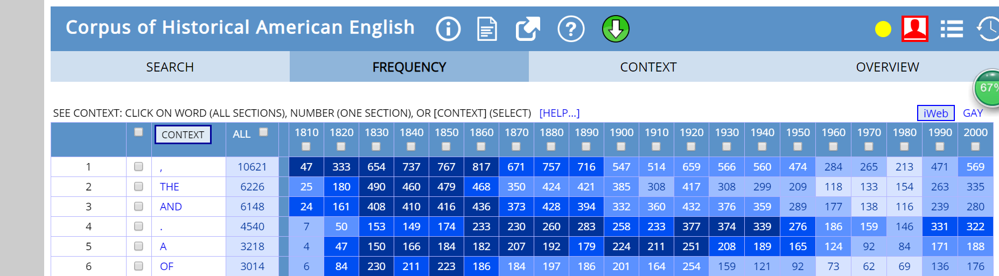 Corpus of Historical American English
SEARCH FREQUENCY CONTEXT OVERVIEW
67%
SEE CONTEXT: CLICK ON WORD (ALL SECTIONS), NUMBER (ONE SECTION), OR [CONTEXT] (SELECT) [HELP...] iWeb GAY
CONTEXT ALL 1810 1820 1830 1840 1850 1860 1870 1880 1890 1900 1910 1920 1930 1940 1950 1960 1970 1980 1990 2000
1 , 10621 47 333 654 737 767 817 671 757 716 547 514 659 566 560 474 284 265 213 471 569
2 THE 6226 25 180 490 460 479 468 350 424 421 385 308 417 308 299 209 118 133 154 263 335
3 AND 6148 24 161 408 410 416 436 373 428 394 332 360 432 376 359 289 177 138 116 239 280
4 . 4540 7 50 153 149 174 233 230 260 283 258 233 377 374 339 276 186 159 146 331 322
5 A 3218 4 47 150 166 184 182 207 192 179 224 211 251 208 189 165 124 92 84 171 188
6 OF 3014 6 84 230 211 223 186 184 197 186 201 164 254 159 121 92 73 62 69 136 176